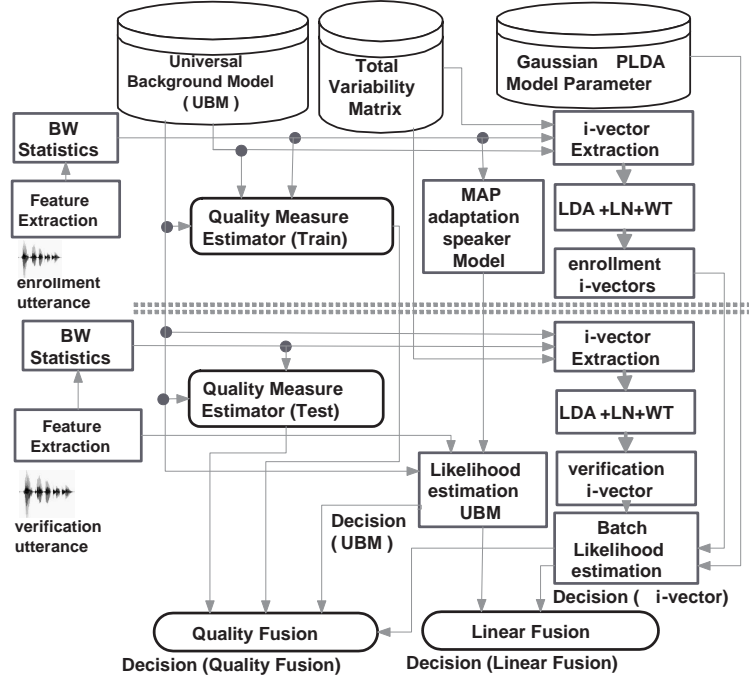 Universal
Background Model
( UBM )
Total
Variability
Matrix
Gaussian PLDA
Model Parameter
BW
Statistics
i-vector
Extraction
Feature
Extraction
Quality Measure
Estimator (Train)
MAP
adaptation
speaker
Model
LDA +LN+WT
enrollment
i-vectors
enrollment
utterance
BW
Statistics
i-vector
Extraction
Quality Measure
Estimator (Test)
LDA +LN+WT
Feature
Extraction
Likelihood
estimation
UBM
verification
i-vector
verification
utterance
Decision
( UBM )
Batch
Likelihood
estimation
Decision ( i-vector)
Quality Fusion
Linear Fusion
Decision (Quality Fusion)
Decision (Linear Fusion)